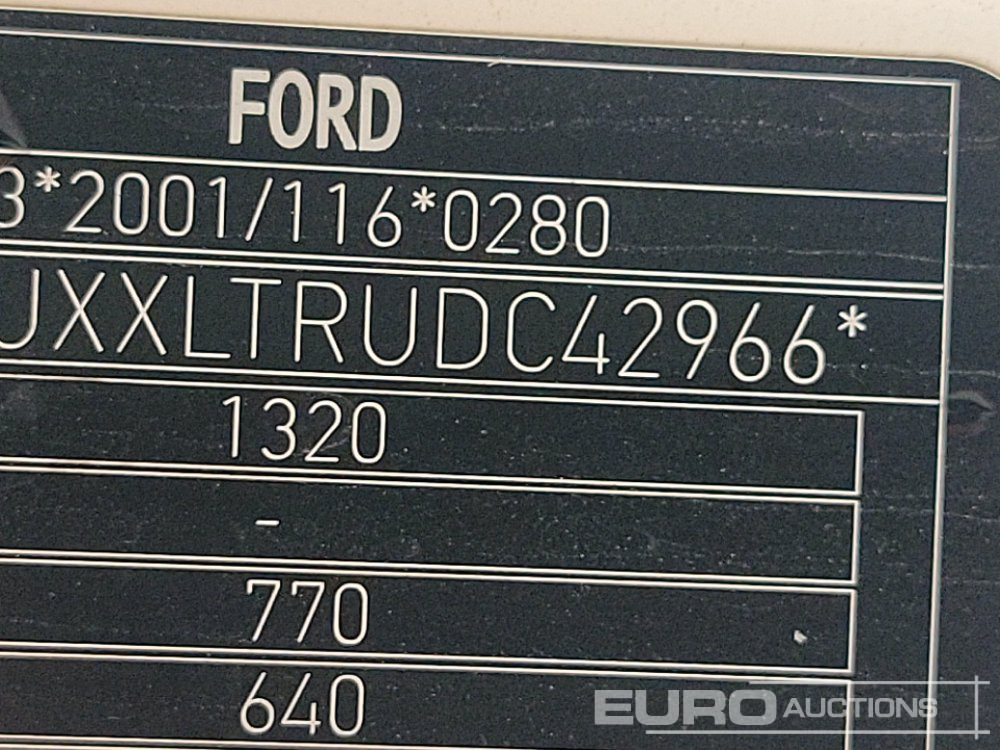 FORD
3*2001/116*0280
UXXLTRUDC42966*
1320
-
770
640
EURO AUCTIONS